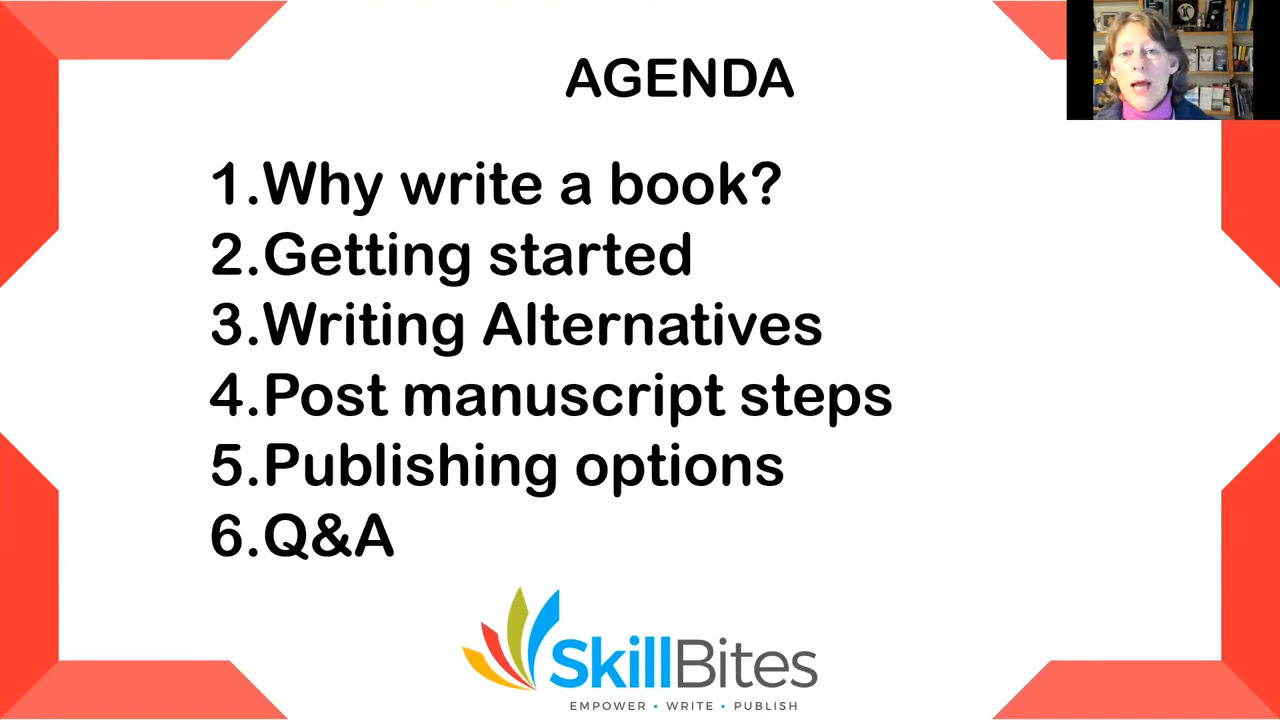 AGENDA
1.Why write a book?
2.Getting started
3.Writing Alternatives
4.Post manuscript steps
5.Publishing options
6.Q&A
SkillBites
EMPOWER • WRITE • PUBLISH